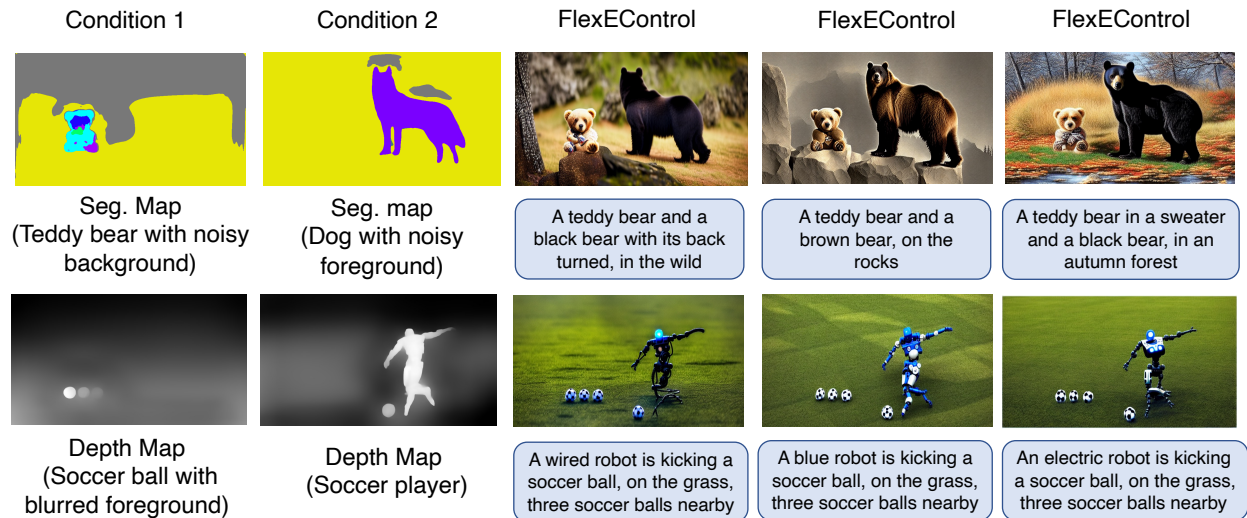 Condition 1
Condition 2
FlexEControl
FlexEControl
FlexEControl
Seg. Map
(Teddy bear with noisy
background)
Seg. map
(Dog with noisy
foreground)
A teddy bear and a
black bear with its back
turned, in the wild
A teddy bear and a
brown bear, on the
rocks
A teddy bear in a sweater
and a black bear, in an
autumn forest
Depth Map
(Soccer ball with
blurred foreground)
Depth Map
(Soccer player)
A wired robot is kicking a
soccer ball, on the grass,
three soccer balls nearby
A blue robot is kicking a
soccer ball, on the grass,
three soccer balls nearby
An electric robot is kicking
a soccer ball, on the grass,
three soccer balls nearby